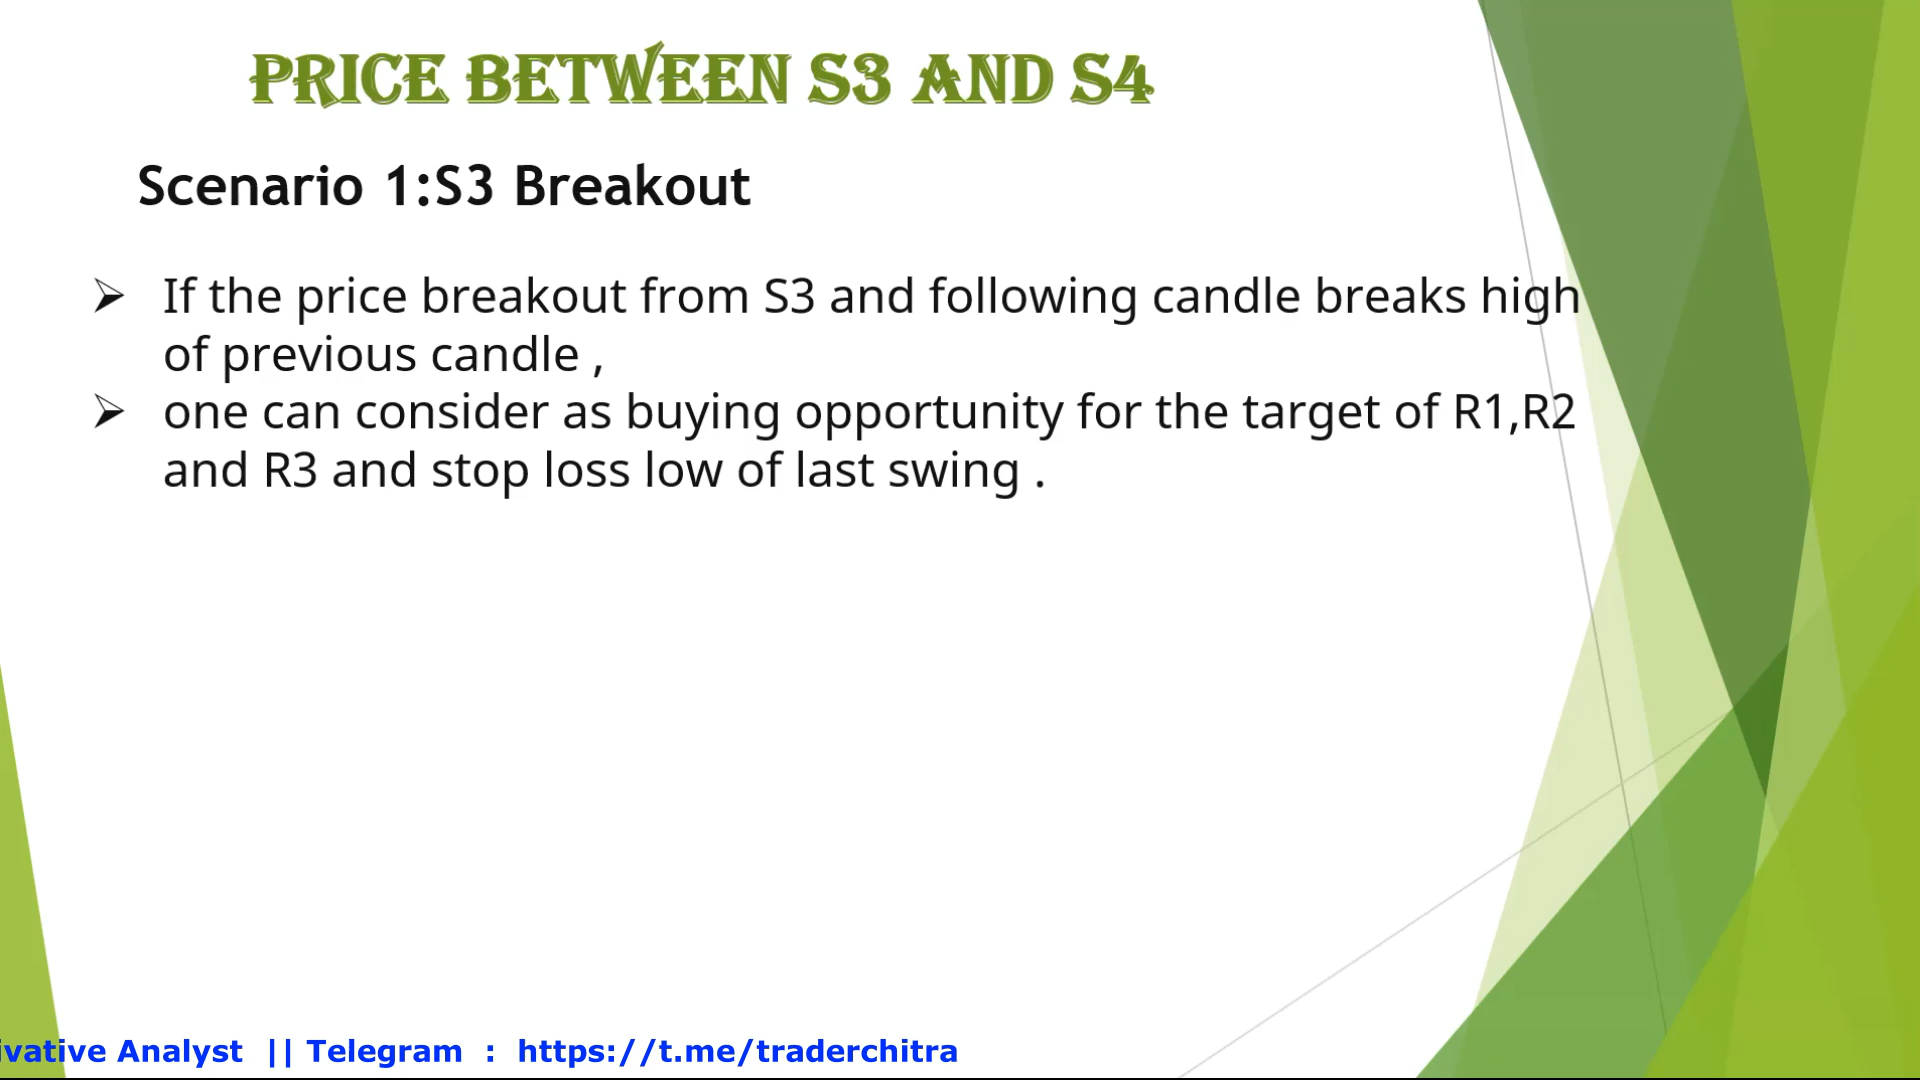 PRICE BETWEEN S3 AND S4
Scenario 1:S3 Breakout
➢ If the price breakout from S3 and following candle breaks high
of previous candle ,
➢ one can consider as buying opportunity for the target of R1,R2
and R3 and stop loss low of last swing .
ivative Analyst || Telegram : https://t.me/traderchitra